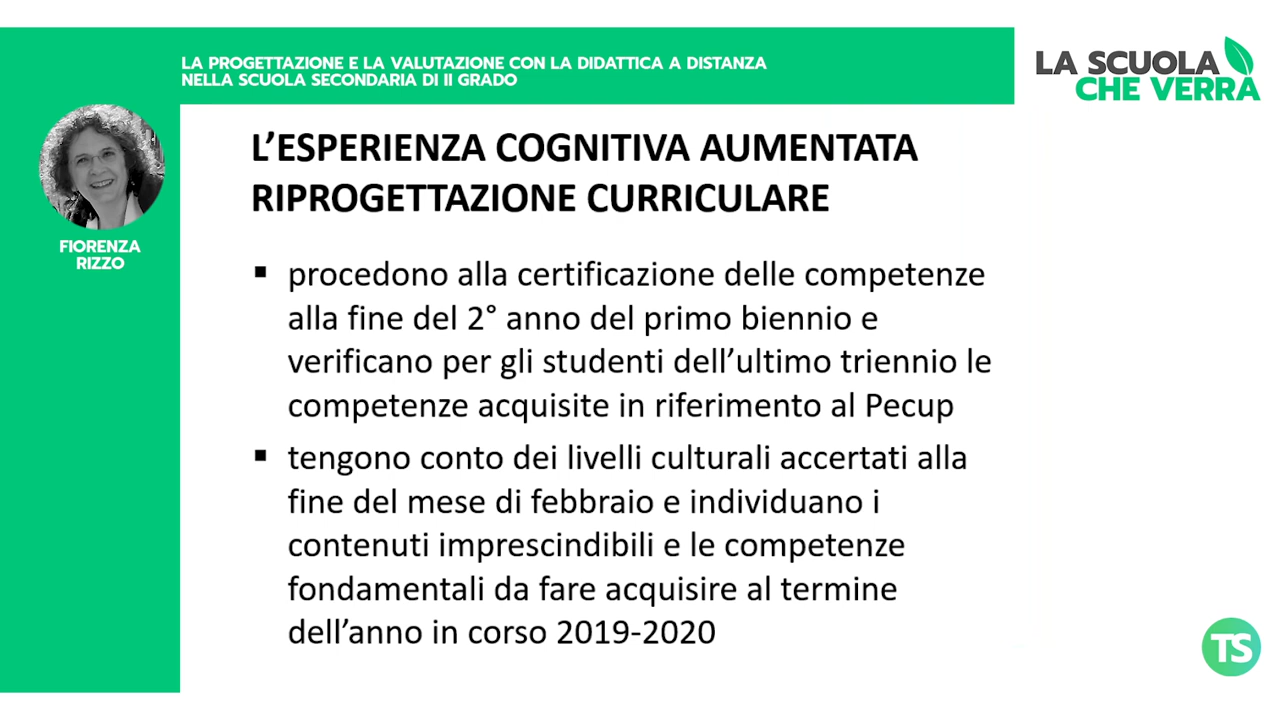 LA PROGETTAZIONE E LA VALUTAZIONE CON LA DIDATTICA A DISTANZA
NELLA SCUOLA SECONDARIA DI II GRADO
LA SCUOLA
CHE VERRA
FIORENZA
RIZZO
L'ESPERIENZA COGNITIVA AUMENTATA
RIPROGETTAZIONE CURRICULARE
▪ procedono alla certificazione delle competenze
alla fine del 2° anno del primo biennio e
verificano per gli studenti dell'ultimo triennio le
competenze acquisite in riferimento al Pecup
▪ tengono conto dei livelli culturali accertati alla
fine del mese di febbraio e individuano i
contenuti imprescindibili e le competenze
fondamentali da fare acquisire al termine
dell'anno in corso 2019-2020
TS